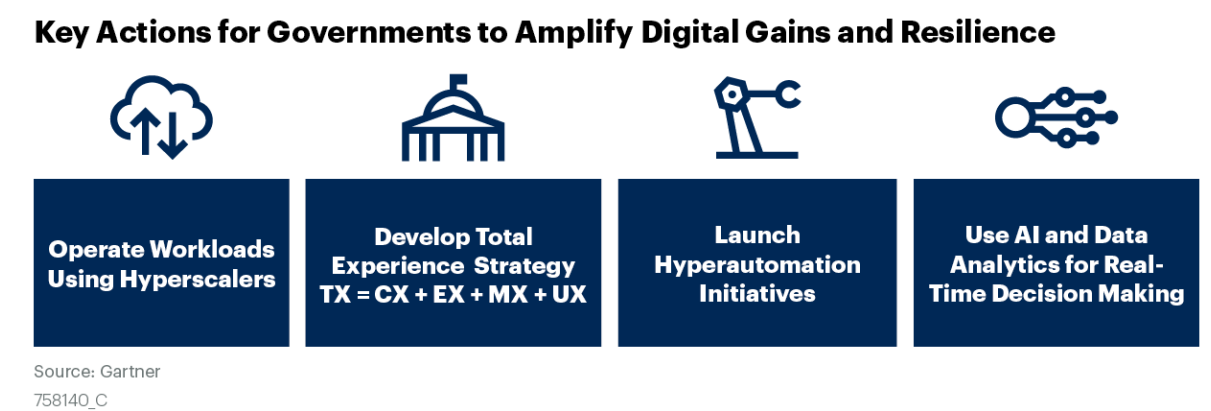 Key Actions for Governments to Amplify Digital Gains and Resilience
Operate Workloads
Using Hyperscalers
Develop Total
Experience Strategy
TX = CX + EX + MX + UX
Launch
Hyperautomation
Initiatives
Use AI and Data
Analytics for Real-
Time Decision Making
Source: Gartner
758140_C